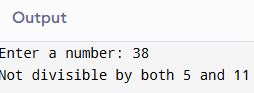 Output
Enter a number: 38
Not divisible by both 5 and 11